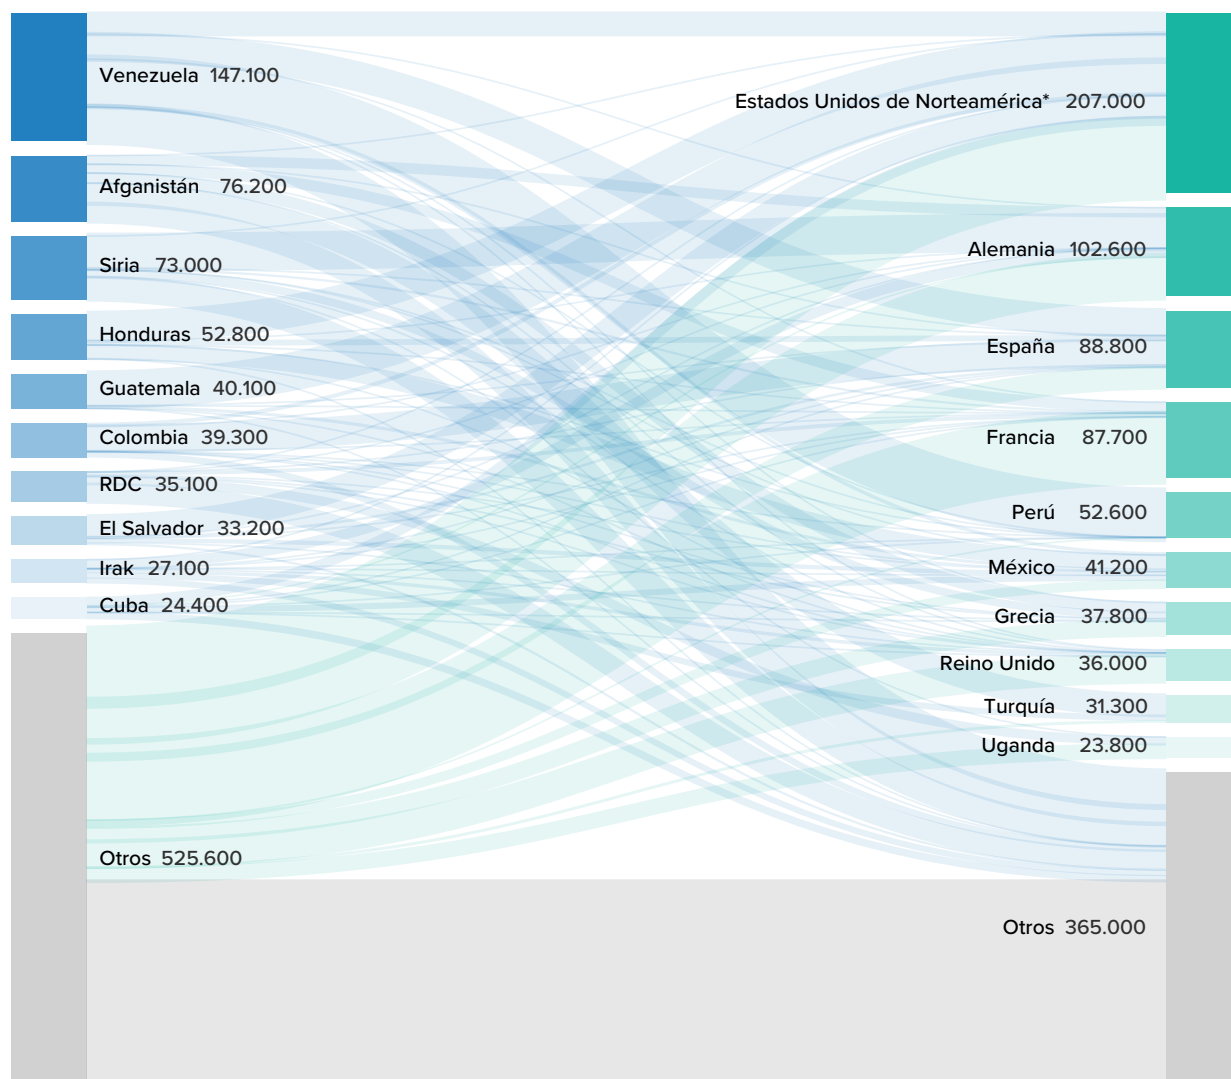 Venezuela 147.100
Afganistán 76.200
Siria 73.000
Honduras 52.800
Guatemala 40.100
Colombia 39.300
RDC 35.100
El Salvador 33.200
Irak 27.100
Cuba 24.400
Otros 525.600
Estados Unidos de Norteamérica* 207.000
Alemania 102.600
España 88.800
Francia 87.700
Perú 52.600
México 41.200
Grecia 37.800
Reino Unido 36.000
Turquía 31.300
Uganda 23.800
Otros 365.000